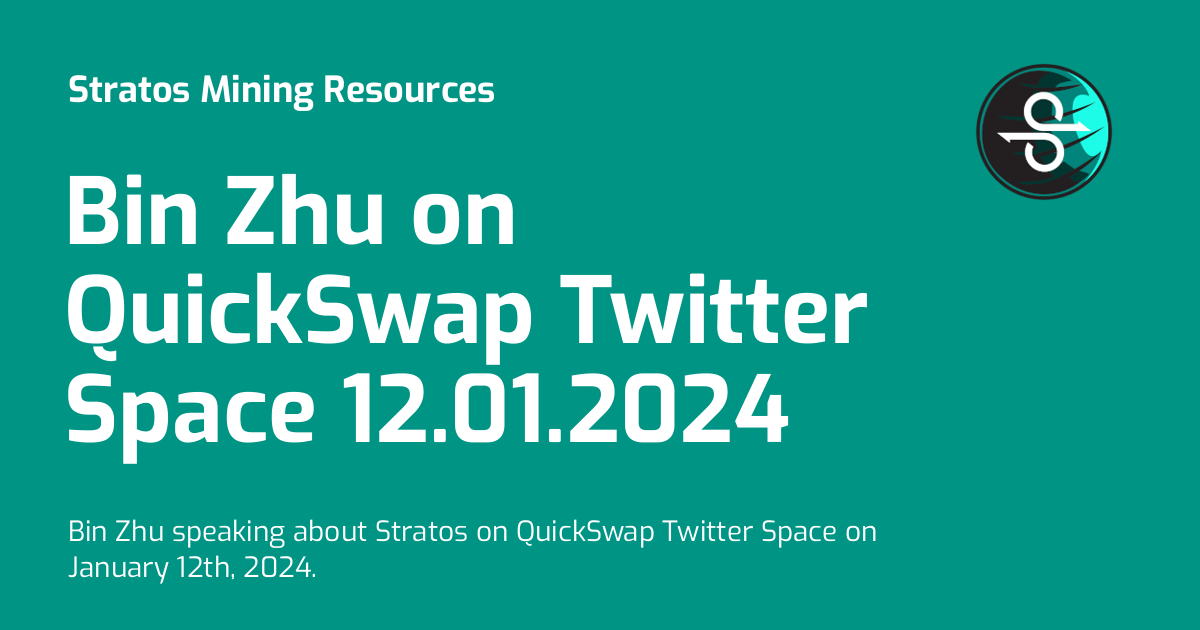 Stratos Mining Resources
Bin Zhu on
QuickSwap Twitter
Space 12.01.2024
Bin Zhu speaking about Stratos on QuickSwap Twitter Space on
January 12th, 2024.